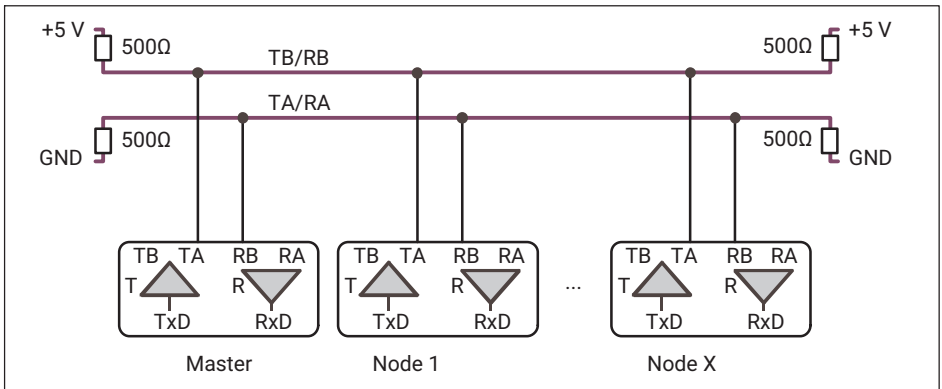 +5 V
500Ω
TB/RB
500Ω
+5 V
TA/RA
500Ω
GND
500Ω
GND
TB TA RB RA
T
R
TxD RxD
Master
TB TA RB RA
T
R
TxD RxD
Node 1
...
TB TA RB RA
T
R
TxD RxD
Node X